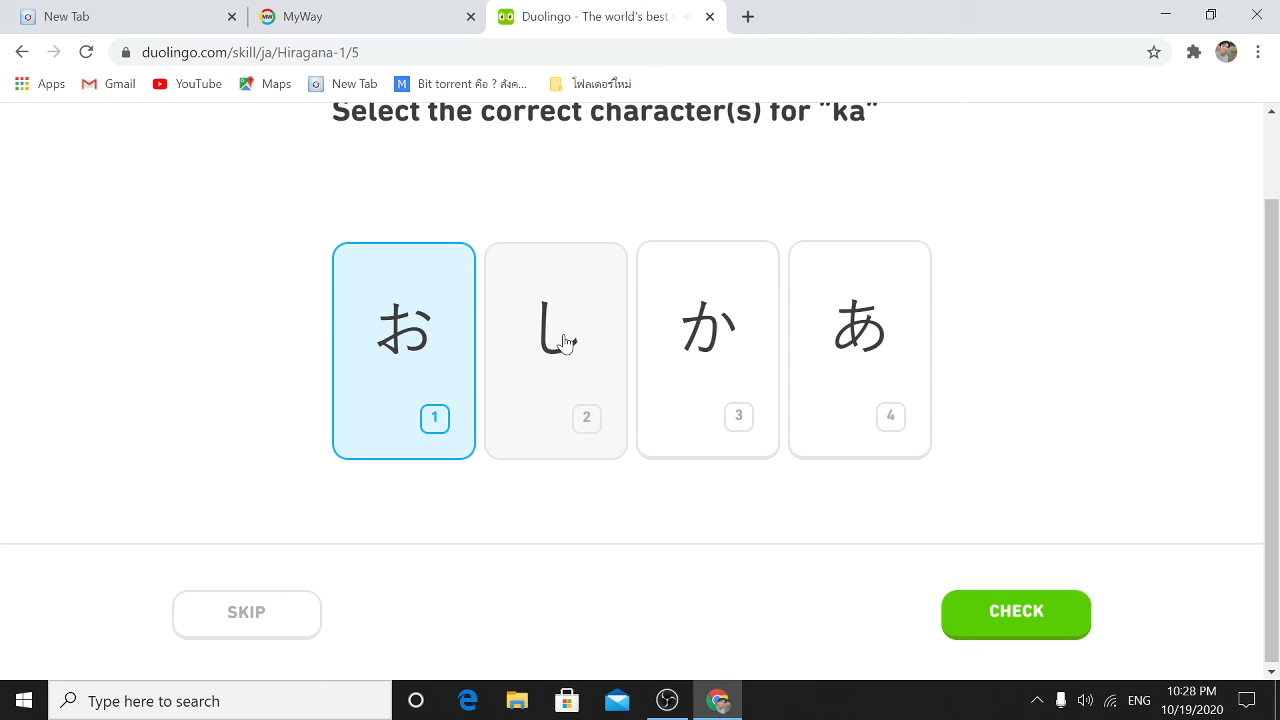 New Tab
MyWay
Duolingo - The world's best
duolingo.com/skill/ja/Hiragana-1/5
Apps
Gmail
YouTube
Maps
New Tab
Bit torrent คือ ? สังค...
โฟลเดอร์ใหม่
Select the correct character(s) for "ka"
お
し
か
あ
1
2
3
4
SKIP
CHECK
Type here to search
ENG
10:28 PM
10/19/2020